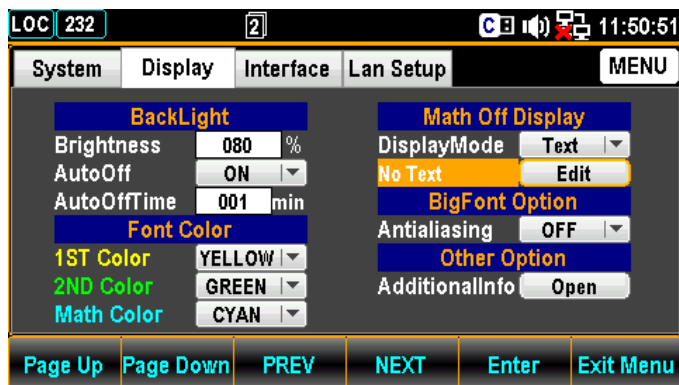 LOC 232 2 C 11:50:51
System Display Interface Lan Setup MENU
BackLight
Brightness 080 %
AutoOff ON
AutoOffTime 001 min
Font Color
1ST Color YELLOW
2ND Color GREEN
Math Color CYAN
Math Off Display
DisplayMode Text
No Text Edit
BigFont Option
Antialiasing OFF
Other Option
AdditionalInfo Open
Page Up Page Down PREV NEXT Enter Exit Menu